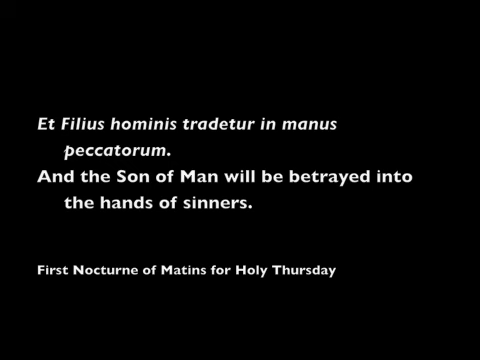 Et Filius hominis tradetur in manus
peccatorum.
And the Son of Man will be betrayed into
the hands of sinners.
First Nocturne of Matins for Holy Thursday